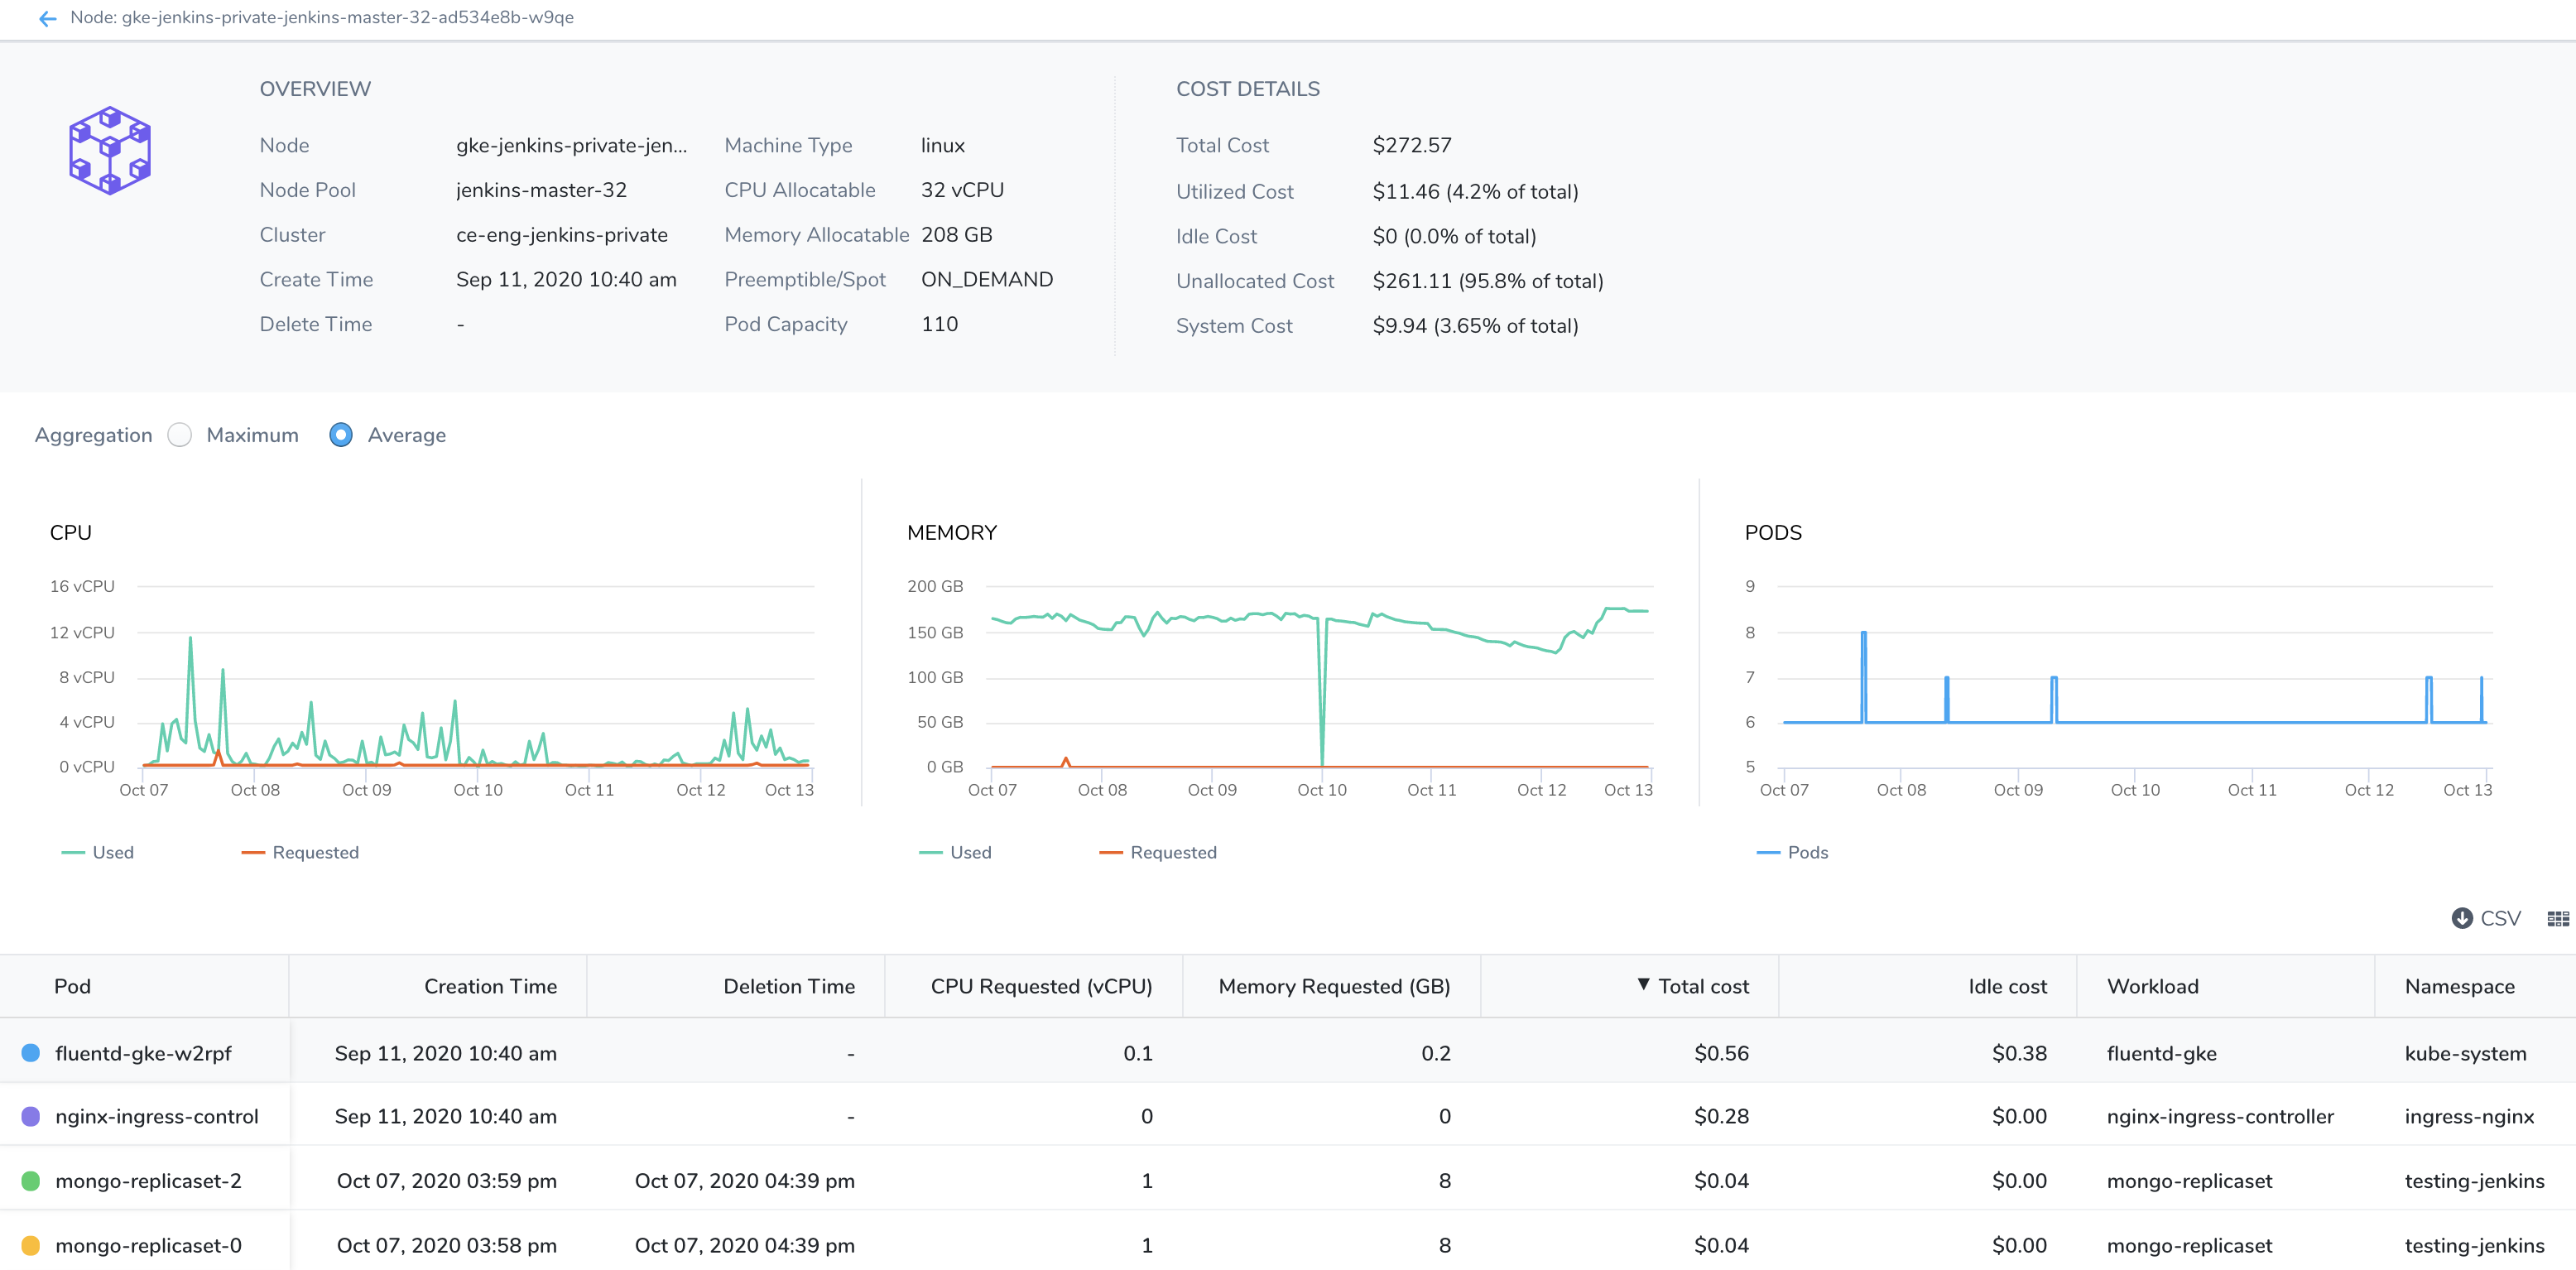 Node: gke-jenkins-private-jenkins-master-32-ad534e8b-w9qe
OVERVIEW
Node gke-jenkins-private-jen... Machine Type linux
Node Pool jenkins-master-32 CPU Allocatable 32 vCPU
Cluster ce-eng-jenkins-private Memory Allocatable 208 GB
Create Time Sep 11, 2020 10:40 am Preemptible/Spot ON_DEMAND
Delete Time - Pod Capacity 110
COST DETAILS
Total Cost $272.57
Utilized Cost $11.46 (4.2% of total)
Idle Cost $0 (0.0% of total)
Unallocated Cost $261.11 (95.8% of total)
System Cost $9.94 (3.65% of total)
Aggregation Maximum Average
CPU
16 vCPU
12 vCPU
8 vCPU
4 vCPU
0 vCPU
Oct 07 Oct 08 Oct 09 Oct 10 Oct 11 Oct 12 Oct 13
Used Requested
MEMORY
200 GB
150 GB
100 GB
50 GB
0 GB
Oct 07 Oct 08 Oct 09 Oct 10 Oct 11 Oct 12 Oct 13
Used Requested
PODS
9
8
7
6
5
Oct 07 Oct 08 Oct 09 Oct 10 Oct 11 Oct 12 Oct 13
Pods
CSV
Pod Creation Time Deletion Time CPU Requested (vCPU) Memory Requested (GB) ▼ Total cost Idle cost Workload Namespace
fluentd-gke-w2rpf Sep 11, 2020 10:40 am - 0.1 0.2 $0.56 $0.38 fluentd-gke kube-system
nginx-ingress-control Sep 11, 2020 10:40 am - 0 0 $0.28 $0.00 nginx-ingress-controller ingress-nginx
mongo-replicaset-2 Oct 07, 2020 03:59 pm Oct 07, 2020 04:39 pm 1 8 $0.04 $0.00 mongo-replicaset testing-jenkins
mongo-replicaset-0 Oct 07, 2020 03:58 pm Oct 07, 2020 04:39 pm 1 8 $0.04 $0.00 mongo-replicaset testing-jenkins